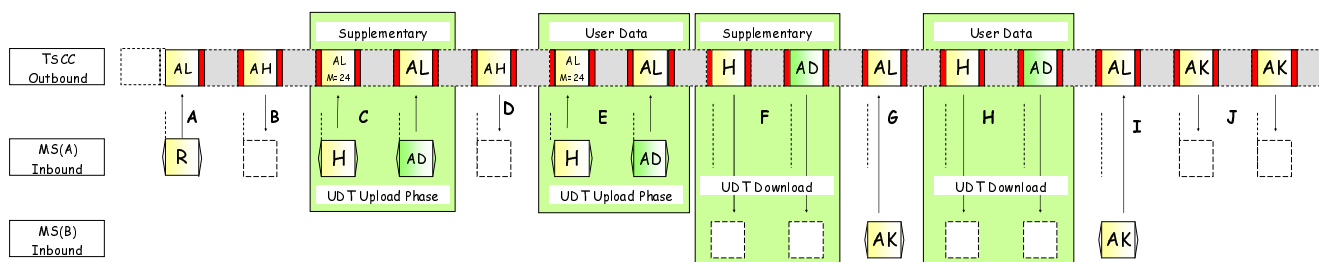 Supplementary
User Data
Supplementary
User Data
TSCC
Outbound
AL
AH
AL
M=24
AL
AH
AL
M=24
AL
H
AD
AL
H
AD
AL
AK
AK
A
B
C
D
E
F
G
H
I
J
MS(A)
Inbound
R
H
AD
H
AD
UDT Upload Phase
UDT Upload Phase
UDT Download
UDT Download
MS(B)
Inbound
AK
AK